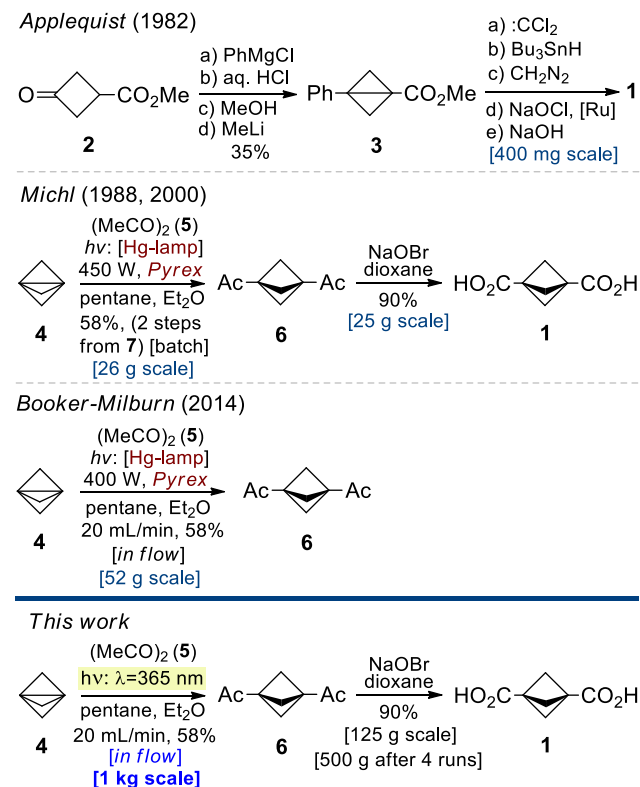 Applequist (1982)
a) PhMgCl
b) aq. HCl
c) MeOH
d) MeLi
35%
O
CO2Me
2
Ph
CO2Me
3
a) :CCl2
b) Bu3SnH
c) CH2N2
d) NaOCl, [Ru]
e) NaOH
[400 mg scale]
1
Michl (1988, 2000)
(MeCO)2 (5)
hv: [Hg-lamp]
450 W, Pyrex
pentane, Et2O
58%, (2 steps
from 7) [batch]
[26 g scale]
4
Ac
Ac
6
NaOBr
dioxane
90%
[25 g scale]
HO2C
CO2H
1
Booker-Milburn (2014)
(MeCO)2 (5)
hv: [Hg-lamp]
400 W, Pyrex
pentane, Et2O
20 mL/min, 58%
[in flow]
[52 g scale]
4
Ac
Ac
6
This work
(MeCO)2 (5)
hν: λ=365 nm
pentane, Et2O
20 mL/min, 58%
[in flow]
[1 kg scale]
4
Ac
Ac
6
NaOBr
dioxane
90%
[125 g scale]
[500 g after 4 runs]
HO2C
CO2H
1